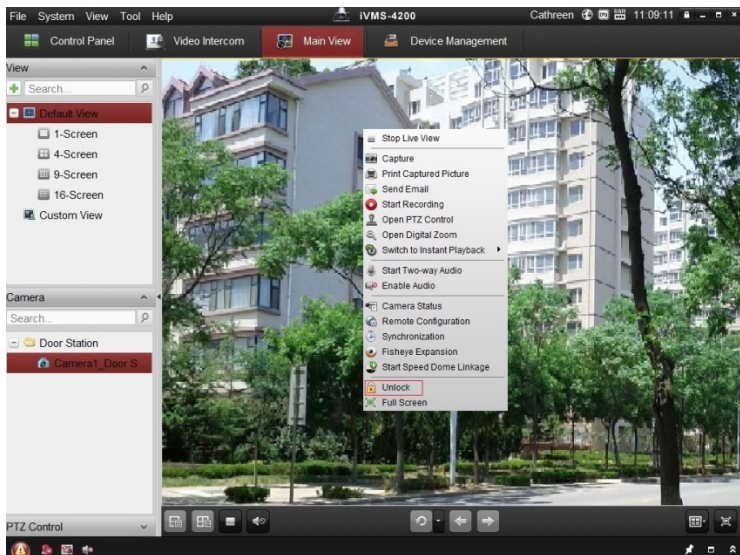 File System View Tool Help iVMS-4200 Cathreen 11:09:11
Control Panel Video Intercom Main View Device Management
View
Search...
Default View
1-Screen
4-Screen
9-Screen
16-Screen
Custom View
Camera
Search...
Door Station
Camera1_Door S...
PTZ Control
Stop Live View
Capture
Print Captured Picture
Send Email
Start Recording
Open PTZ Control
Open Digital Zoom
Switch to Instant Playback
Start Two-way Audio
Enable Audio
Camera Status
Remote Configuration
Synchronization
Fisheye Expansion
Start Speed Dome Linkage
Unlock
Full Screen